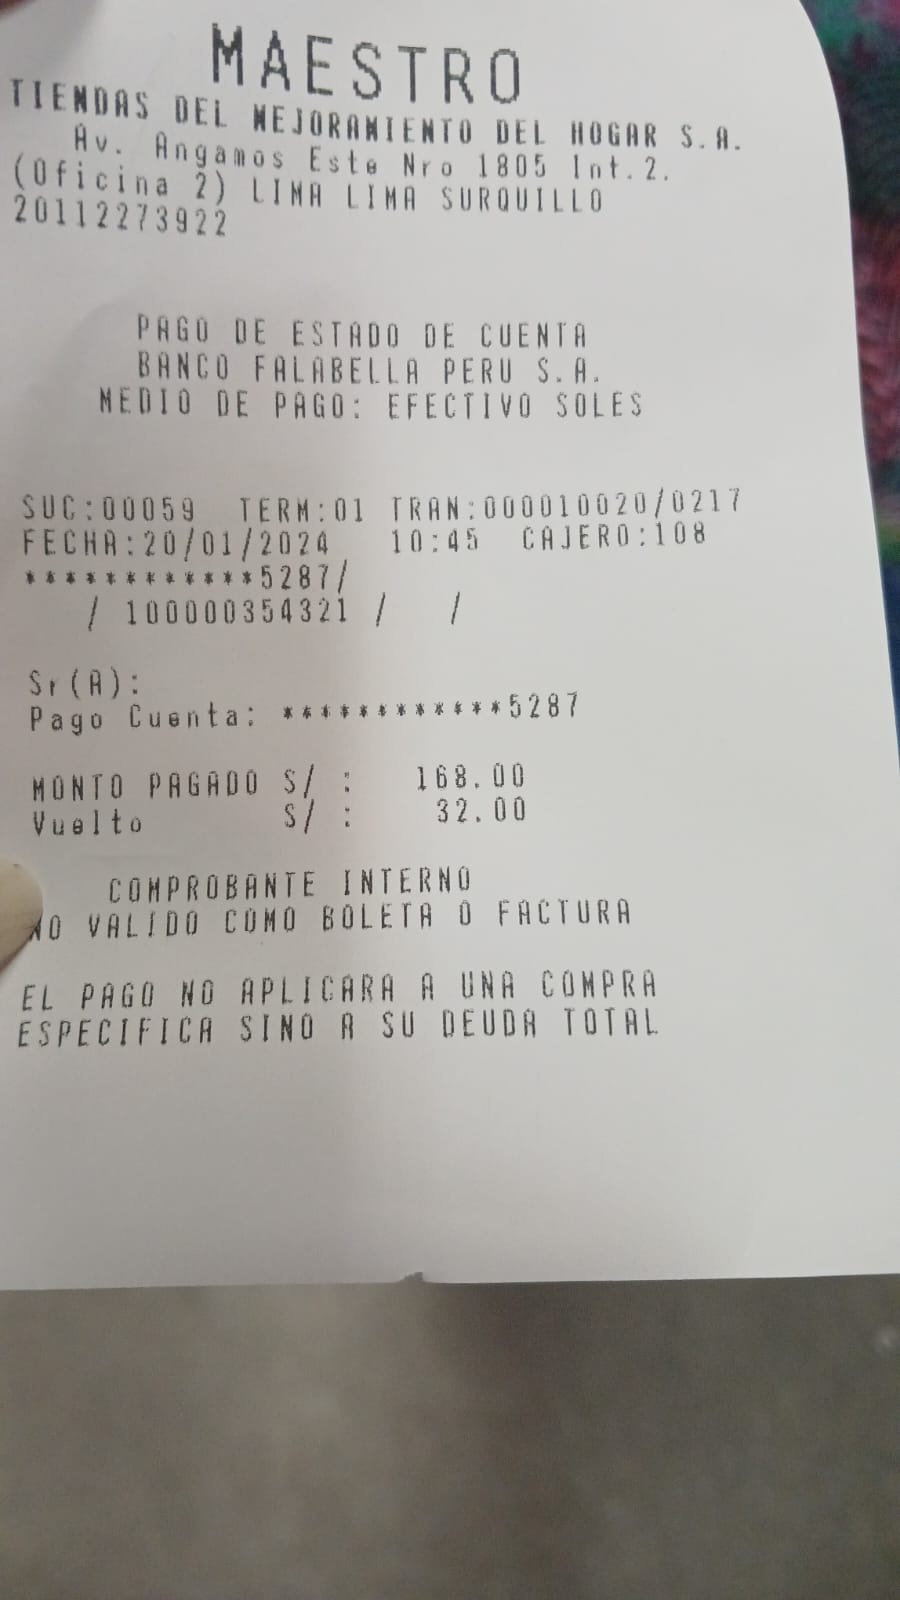 MAESTRO
TIENDAS DEL MEJORAMIENTO DEL HOGAR S.A.
Av. Angamos Este Nro 1805 Int.2.
(Oficina 2) LIMA LIMA SURQUILLO
20112273922
PAGO DE ESTADO DE CUENTA
BANCO FALABELLA PERU S.A.
MEDIO DE PAGO: EFECTIVO SOLES
SUC:00059 TERM:01 TRAN:000010020/0217
FECHA:20/01/2024 10:45 CAJERO:108
************5287/
/ 100000354321 / /
Sr(A):
Pago Cuenta: ************5287
MONTO PAGADO S/ : 168.00
Vuelto S/ : 32.00
COMPROBANTE INTERNO
NO VALIDO COMO BOLETA O FACTURA
EL PAGO NO APLICARA A UNA COMPRA
ESPECIFICA SINO A SU DEUDA TOTAL